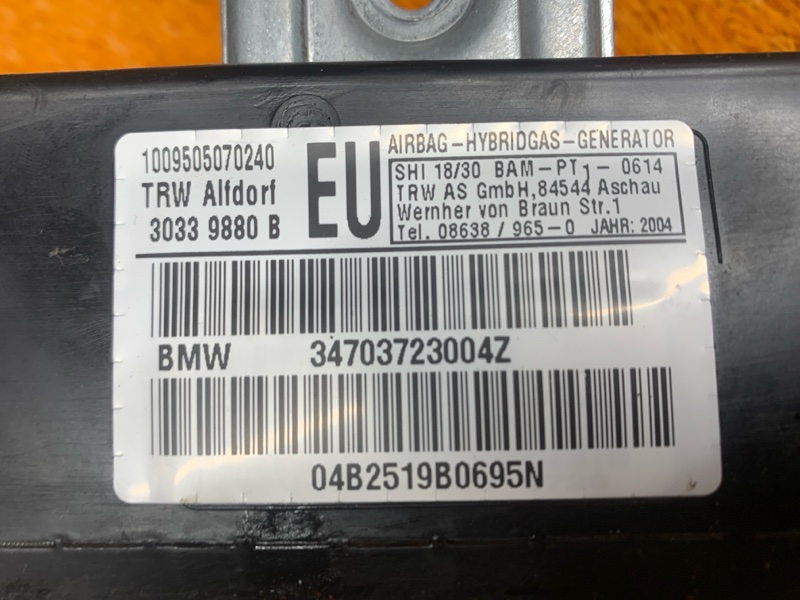 1009505070240
TRW Alfdorf
3033 9880 B
EU
AIRBAG-HYBRIDGAS-GENERATOR
SHI 18/30 BAM-PT1-0614
TRW AS GmbH,84544 Aschau
Wernher von Braun Str.1
Tel. 08638 / 965-0 JAHR: 2004
BMW 34703723004Z
04B2519B0695N